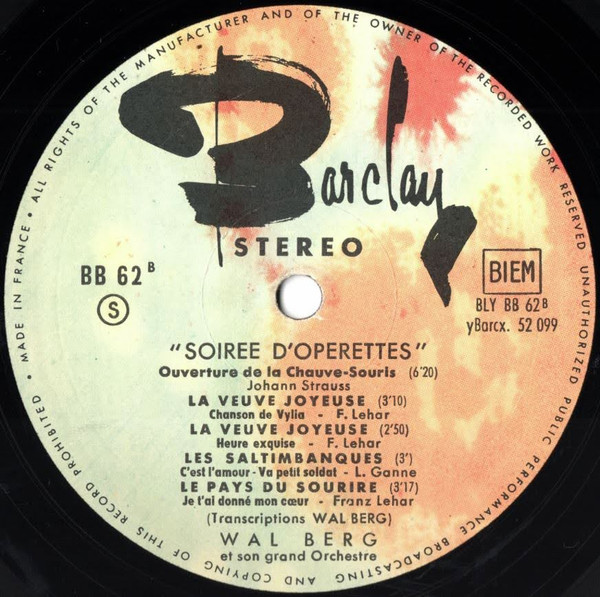 • MADE IN FRANCE • ALL RIGHTS OF THE MANUFACTURER AND OF THE OWNER OF THE RECORDED WORK RESERVED UNAUTHORIZED PUBLIC PERFORMANCE BROADCASTING AND COPYING OF THIS RECORD PROHIBITED
Barclay
STEREO
BB 62 B
S
BIEM
BLY BB 62 B
yBarcx. 52 099
"SOIREE D'OPERETTES"
Ouverture de la Chauve-Souris (6'20)
Johann Strauss
LA VEUVE JOYEUSE (3'10)
Chanson de Vylia - F. Lehar
LA VEUVE JOYEUSE (2'50)
Heure exquise - F. Lehar
LES SALTIMBANQUES (3')
C'est l'amour - Va petit soldat - L. Ganne
LE PAYS DU SOURIRE (3'17)
Je t'ai donné mon cœur - Franz Lehar
(Transcriptions WAL BERG)
WAL BERG
et son grand Orchestre